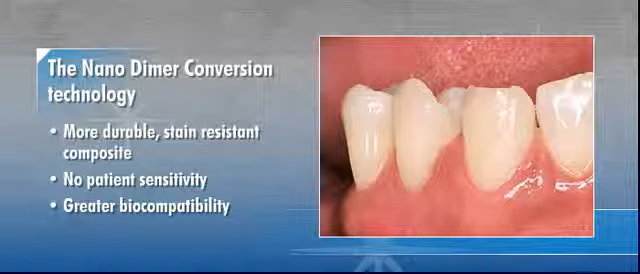 The Nano Dimer Conversion
technology
• More durable, stain resistant
composite
• No patient sensitivity
• Greater biocompatibility